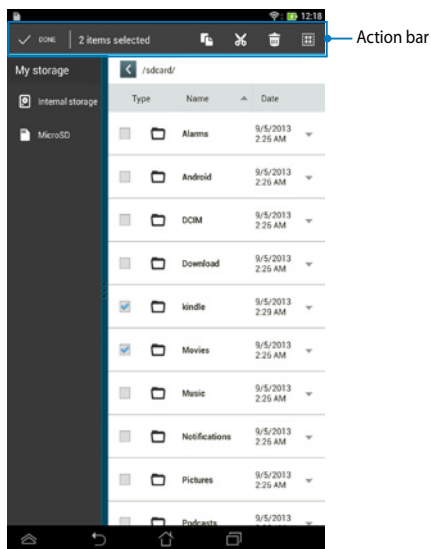 12:18
DONE 2 items selected
Action bar
My storage
/sdcard/
Internal storage
MicroSD
Type Name Date
Alarms 9/5/2013
2:26 AM
Android 9/5/2013
2:26 AM
DCIM 9/5/2013
2:26 AM
Download 9/5/2013
2:26 AM
kindle 9/5/2013
2:29 AM
Movies 9/5/2013
2:26 AM
Music 9/5/2013
2:26 AM
Notifications 9/5/2013
2:26 AM
Pictures 9/5/2013
2:26 AM
Podcasts 9/5/2013